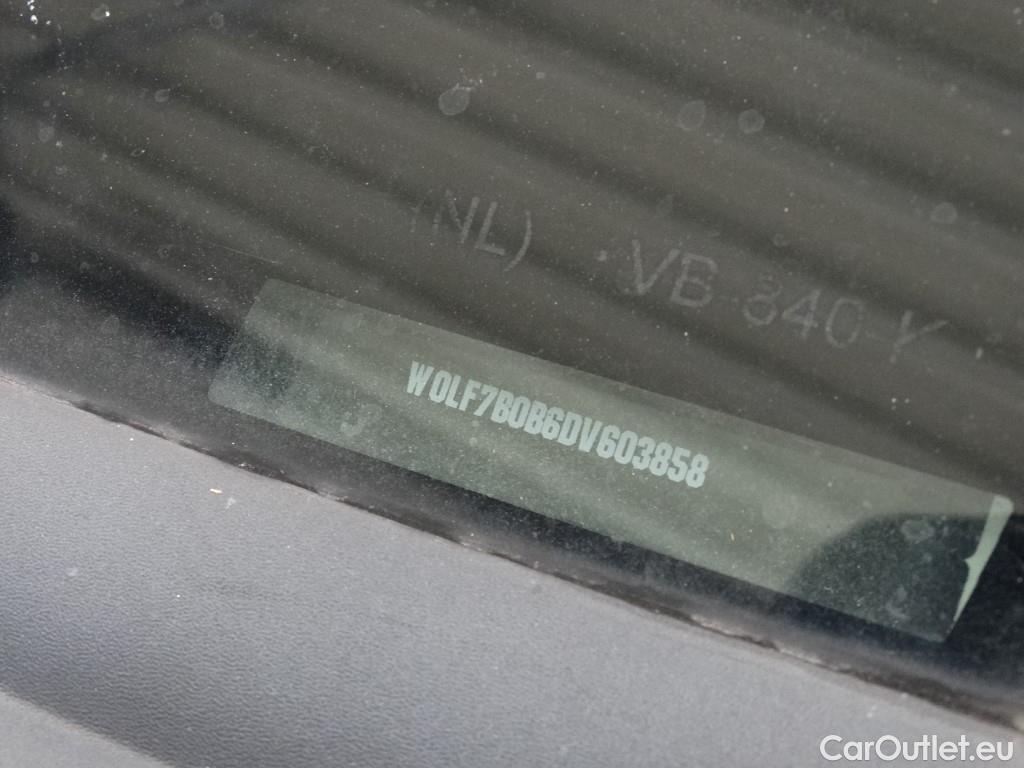 (NL) · VB-840-Y
W0LF7B0B6DV603858
CarOutlet.eu